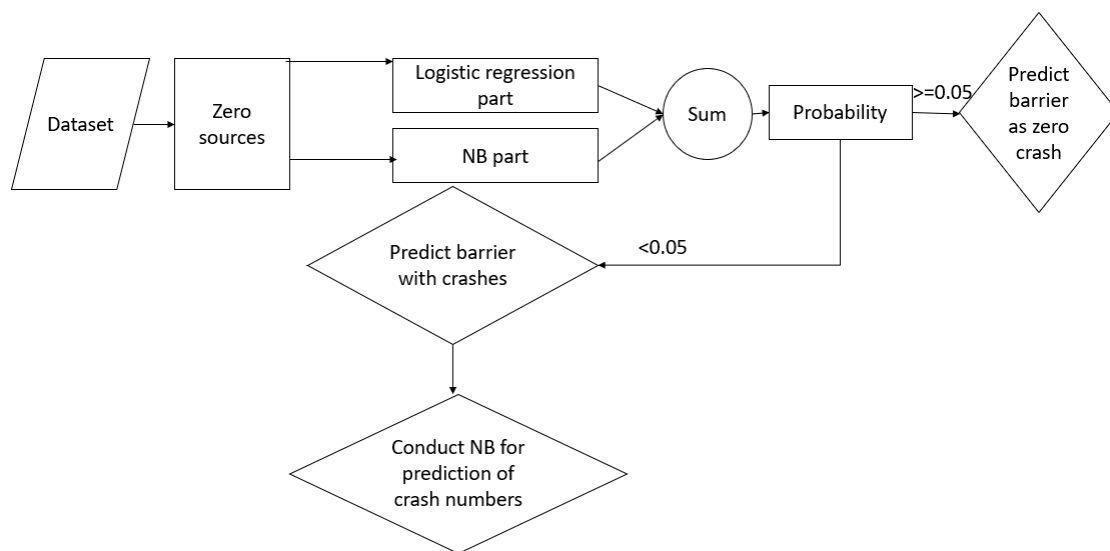 Dataset
Zero
sources
Logistic regression
part
NB part
Sum
Probability
>=0.05
Predict
barrier
as zero
crash
<0.05
Predict barrier
with crashes
Conduct NB for
prediction of
crash numbers